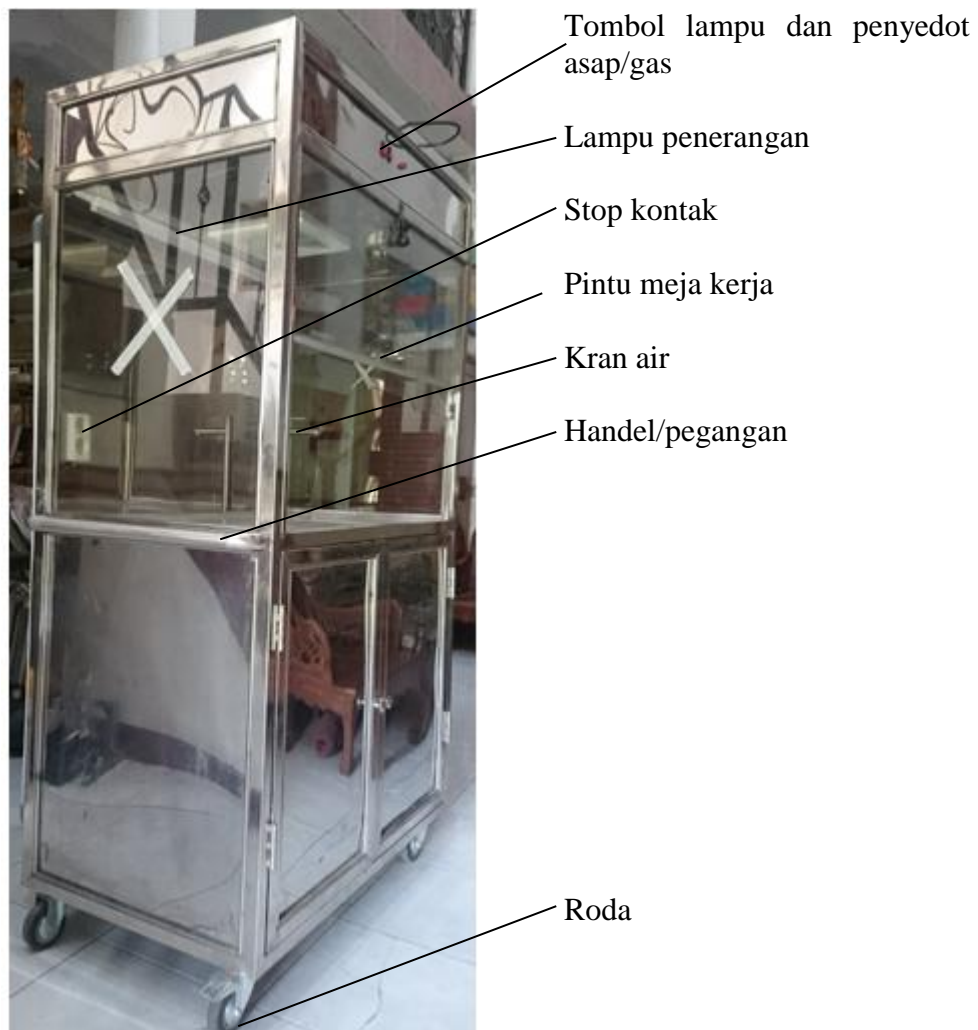 Tombol lampu dan penyedot
asap/gas
Lampu penerangan
Stop kontak
Pintu meja kerja
Kran air
Handel/pegangan
Roda